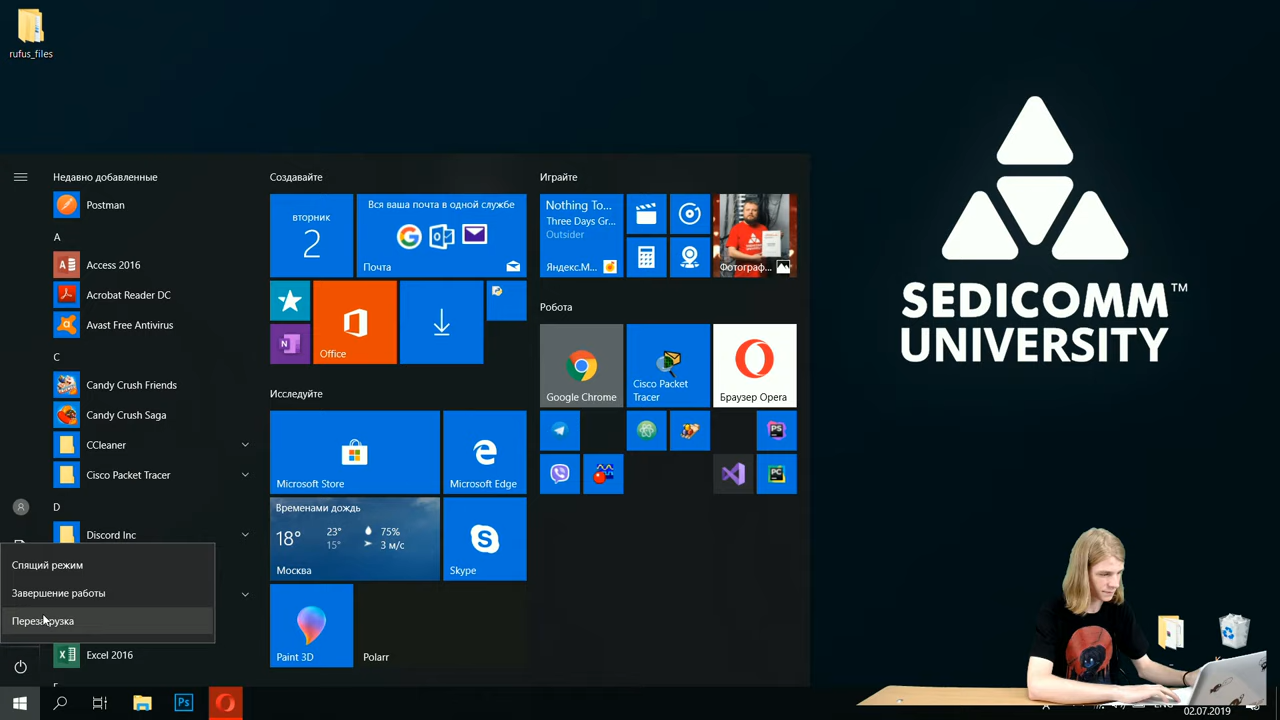 rufus_files
Недавно добавленные
Postman
A
Access 2016
Acrobat Reader DC
Avast Free Antivirus
C
Candy Crush Friends
Candy Crush Saga
CCleaner
Cisco Packet Tracer
D
Discord Inc
Спящий режим
Завершение работы
Перезагрузка
Excel 2016
Создавайте
вторник
2
Вся ваша почта в одной службе
Почта
Office
Исследуйте
Microsoft Store
Microsoft Edge
Временами дождь
18° 23° 75%
15° 3 м/с
Москва
Skype
Paint 3D
Polarr
Играйте
Nothing To...
Three Days Gr...
Outsider
Яндекс.М...
Фотограф...
Робота
Google Chrome
Cisco Packet
Tracer
Браузер Opera
SEDICOMM™
UNIVERSITY
Ps
02.07.2019